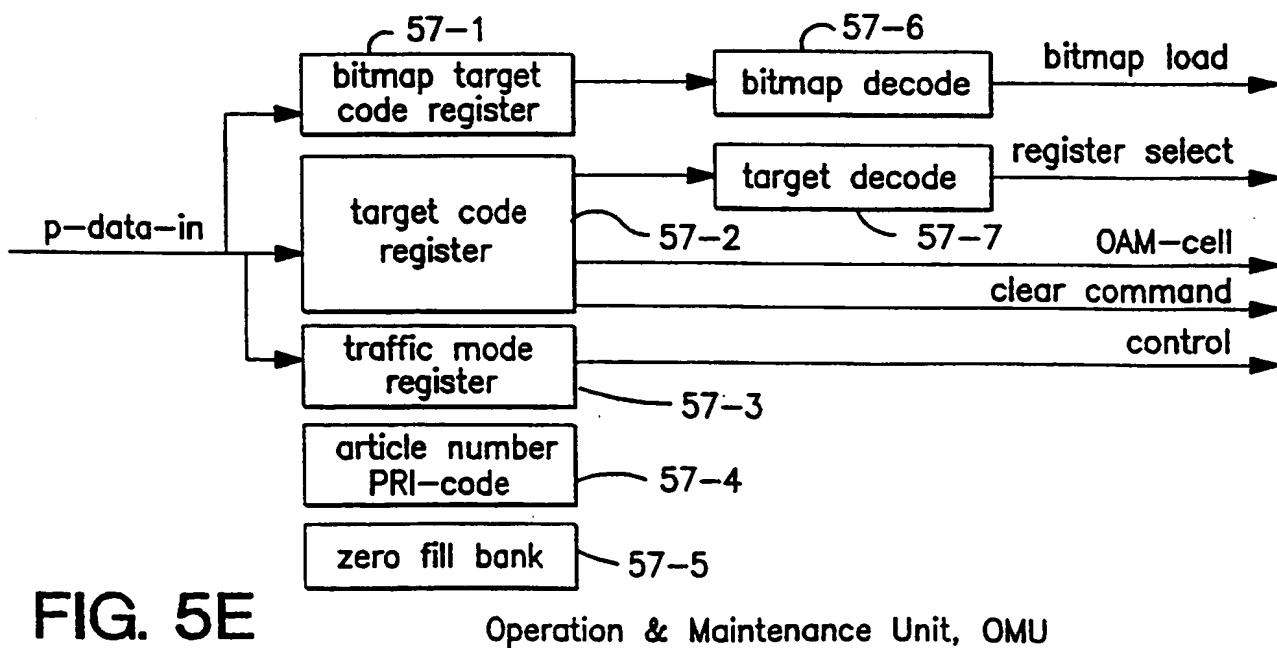 57-1
57-6
bitmap target
code register
bitmap decode
bitmap load
target code
register
target decode
register select
p-data-in
57-2
57-7
OAM-cell
clear command
traffic mode
register
control
57-3
article number
PRI-code
57-4
zero fill bank
57-5
FIG. 5E
Operation & Maintenance Unit, OMU